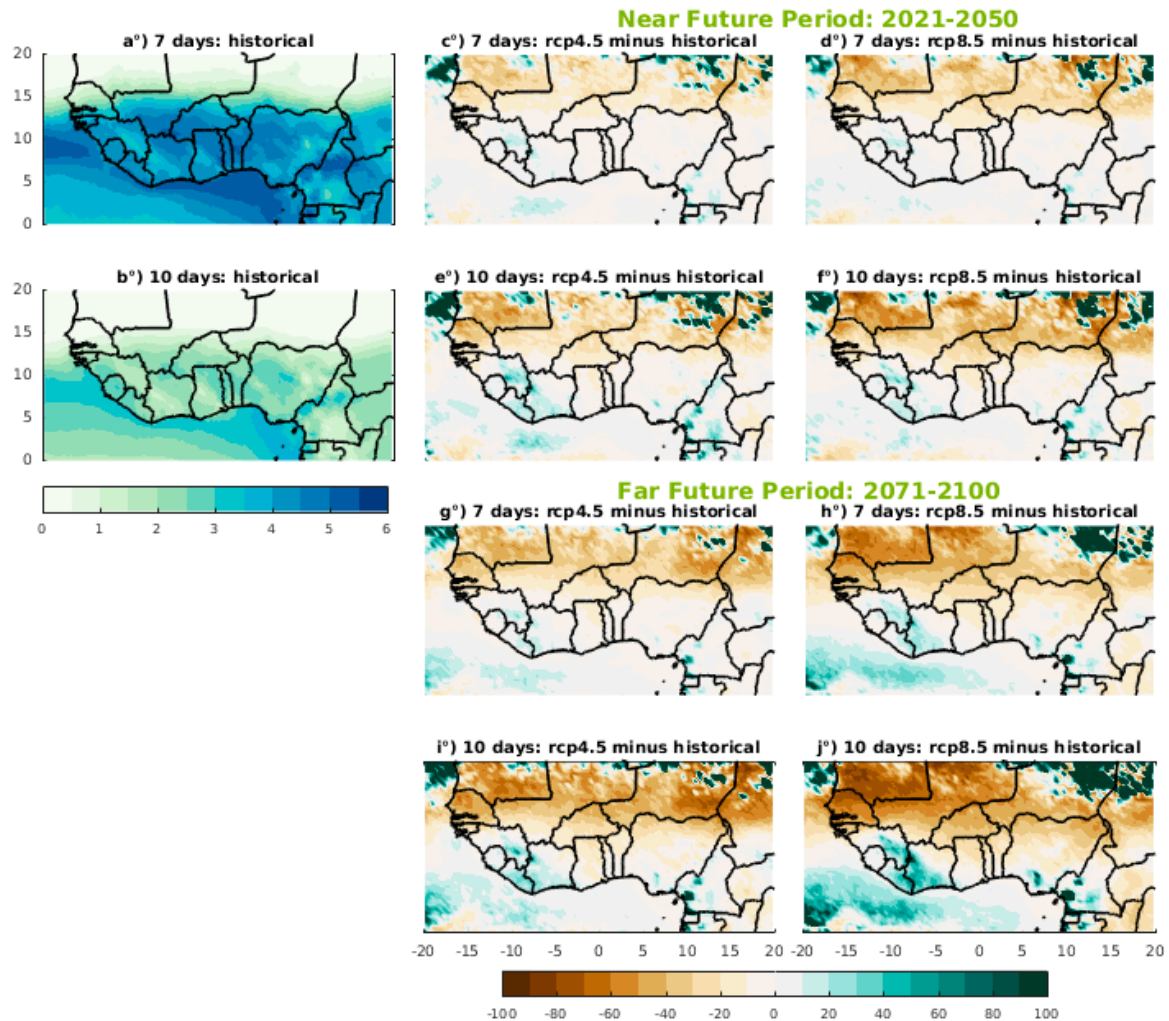 Near Future Period: 2021-2050
a°) 7 days: historical
c°) 7 days: rcp4.5 minus historical
d°) 7 days: rcp8.5 minus historical
20
15
10
5
0
b°) 10 days: historical
e°) 10 days: rcp4.5 minus historical
f°) 10 days: rcp8.5 minus historical
20
15
10
5
0
0 1 2 3 4 5 6
Far Future Period: 2071-2100
g°) 7 days: rcp4.5 minus historical
h°) 7 days: rcp8.5 minus historical
i°) 10 days: rcp4.5 minus historical
j°) 10 days: rcp8.5 minus historical
-20 -15 -10 -5 0 5 10 15 20
-20 -15 -10 -5 0 5 10 15 20
-100 -80 -60 -40 -20 0 20 40 60 80 100